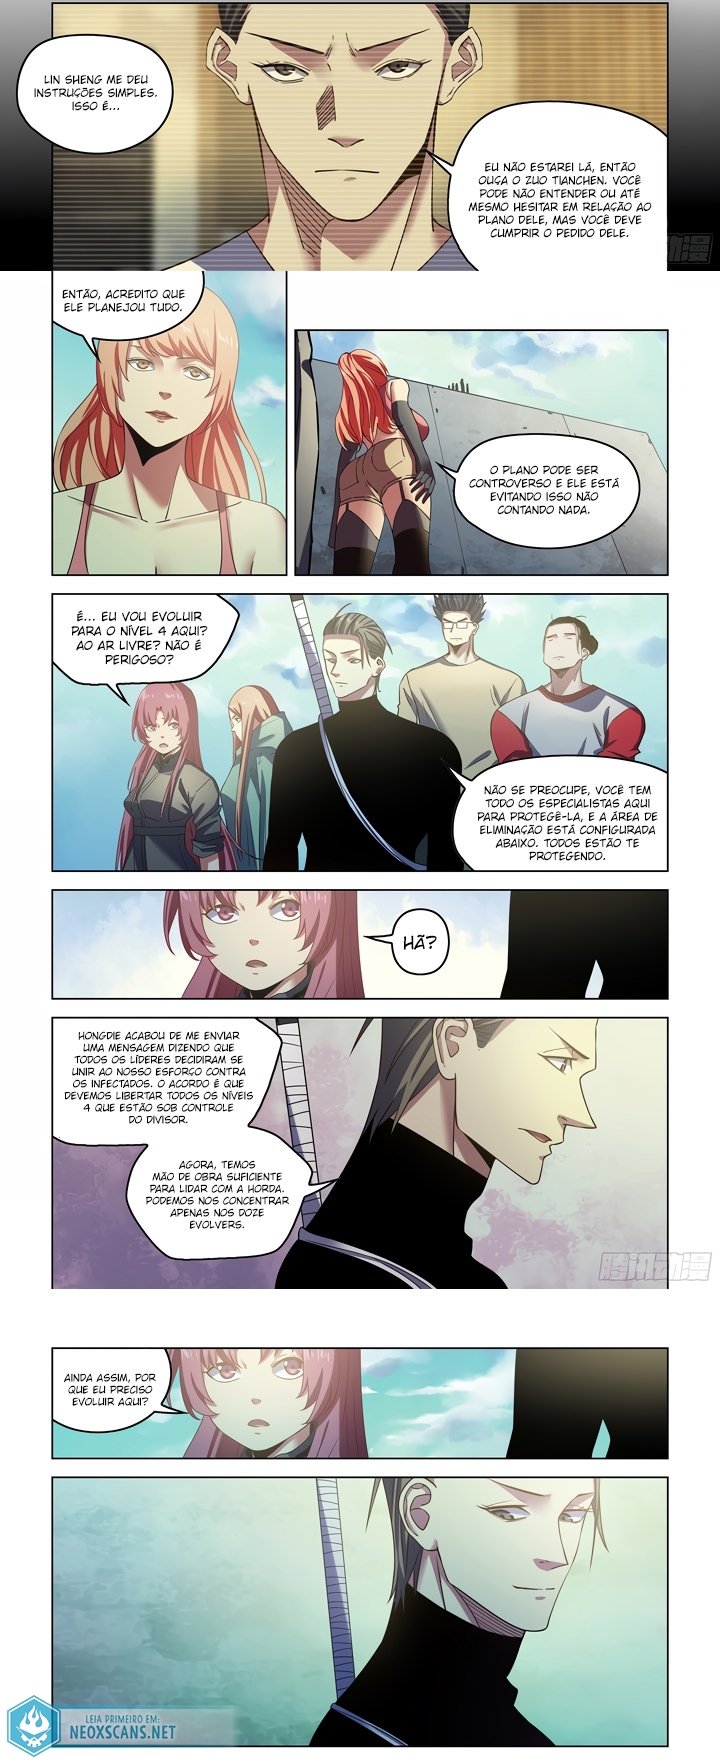 LIN SHENG ME DEU
INSTRUÇÕES SIMPLES.
ISSO É...
EU NÃO ESTAREI LÁ, ENTÃO
OUÇA O ZUO TIANCHEN. VOCÊ
PODE NÃO ENTENDER OU ATÉ
MESMO HESITAR EM RELAÇÃO AO
PLANO DELE, MAS VOCÊ DEVE
CUMPRIR O PEDIDO DELE.
ENTÃO, ACREDITO QUE
ELE PLANEJOU TUDO.
O PLANO PODE SER
CONTROVERSO E ELE ESTÁ
EVITANDO ISSO NÃO
CONTANDO NADA.
É... EU VOU EVOLUIR
PARA O NÍVEL 4 AQUI?
AO AR LIVRE? NÃO É
PERIGOSO?
NÃO SE PREOCUPE, VOCÊ TEM
TODO OS ESPECIALISTAS AQUI
PARA PROTEGÊ-LA, E A ÁREA DE
ELIMINAÇÃO ESTÁ CONFIGURADA
ABAIXO. TODOS ESTÃO TE
PROTEGENDO.
HÃ?
HONGDIE ACABOU DE ME ENVIAR
UMA MENSAGEM DIZENDO QUE
TODOS OS LÍDERES DECIDIRAM SE
UNIR AO NOSSO ESFORÇO CONTRA
OS INFECTADOS. O ACORDO É QUE
DEVEMOS LIBERTAR TODOS OS NÍVEIS
4 QUE ESTÃO SOB CONTROLE
DO DIVISOR.
AGORA, TEMOS
MÃO DE OBRA SUFICIENTE
PARA LIDAR COM A HORDA.
PODEMOS NOS CONCENTRAR
APENAS NOS DOZE
EVOLVERS.
腾讯动漫
AINDA ASSIM, POR
QUE EU PRECISO
EVOLUIR AQUI?
LEIA PRIMEIRO EM:
NEOXSCANS.NET